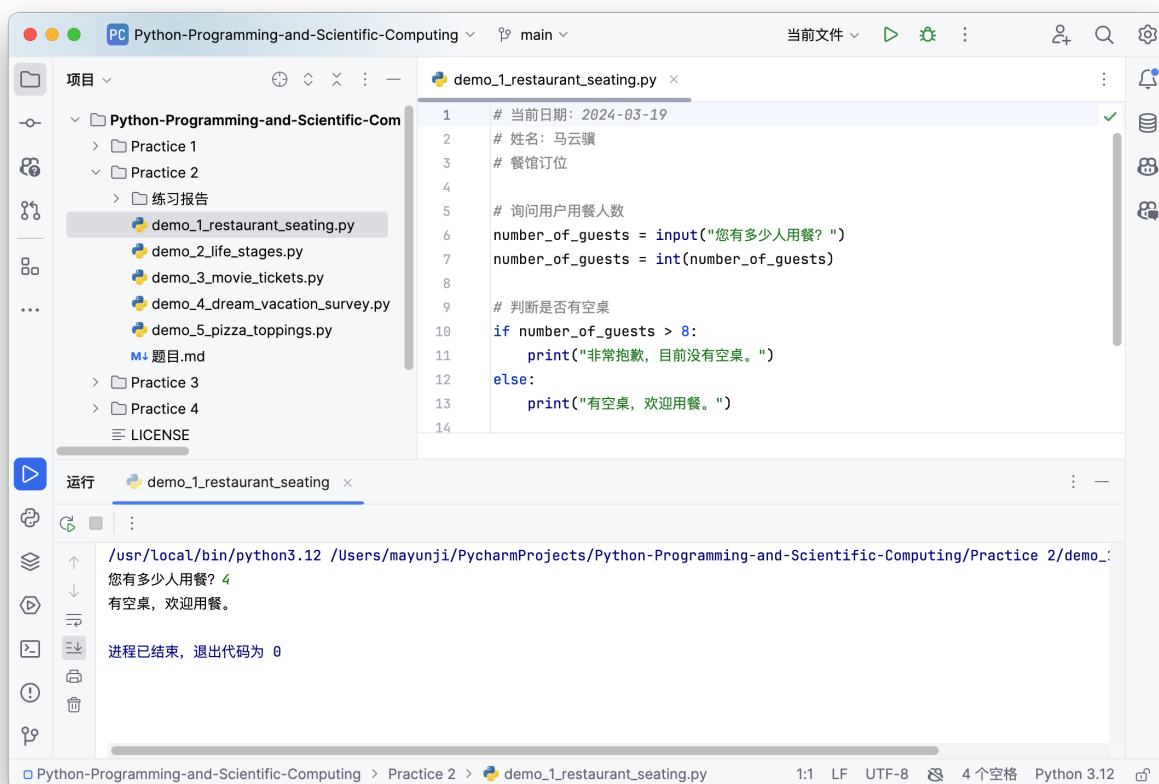 PC Python-Programming-and-Scientific-Computing main 当前文件
项目
Python-Programming-and-Scientific-Com
Practice 1
Practice 2
练习报告
demo_1_restaurant_seating.py
demo_2_life_stages.py
demo_3_movie_tickets.py
demo_4_dream_vacation_survey.py
demo_5_pizza_toppings.py
M↓ 题目.md
Practice 3
Practice 4
LICENSE
demo_1_restaurant_seating.py
1 # 当前日期：2024-03-19
2 # 姓名：马云骥
3 # 餐馆订位
4
5 # 询问用户用餐人数
6 number_of_guests = input("您有多少人用餐？")
7 number_of_guests = int(number_of_guests)
8
9 # 判断是否有空桌
10 if number_of_guests > 8:
11 print("非常抱歉，目前没有空桌。")
12 else:
13 print("有空桌，欢迎用餐。")
14
运行 demo_1_restaurant_seating
/usr/local/bin/python3.12 /Users/mayunji/PycharmProjects/Python-Programming-and-Scientific-Computing/Practice 2/demo_1
您有多少人用餐？4
有空桌，欢迎用餐。
进程已结束，退出代码为 0
Python-Programming-and-Scientific-Computing > Practice 2 > demo_1_restaurant_seating.py 1:1 LF UTF-8 4 个空格 Python 3.12